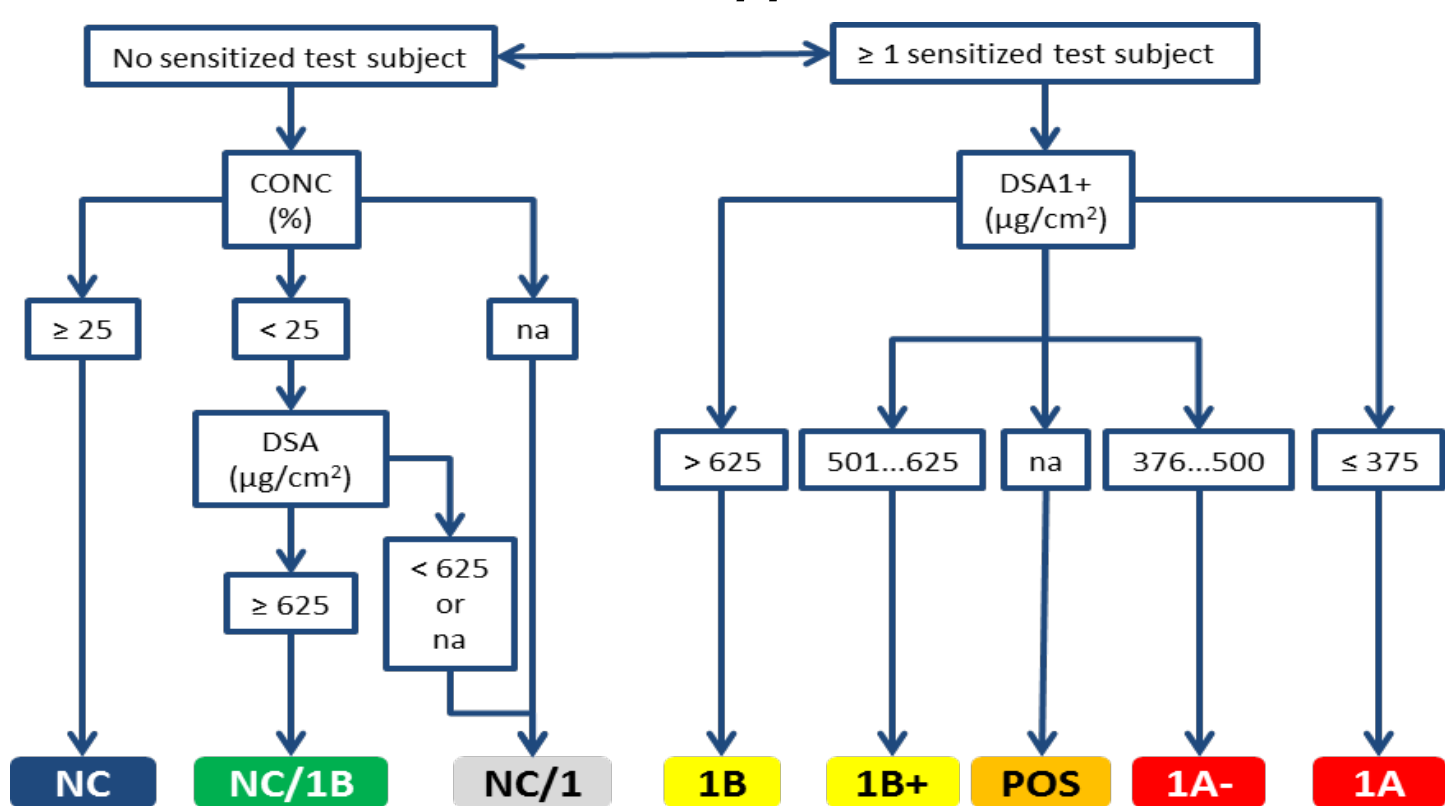 No sensitized test subject
≥ 1 sensitized test subject
CONC
(%)
DSA1+
(µg/cm²)
≥ 25
< 25
na
DSA
(µg/cm²)
> 625
501...625
na
376...500
≤ 375
≥ 625
< 625
or
na
NC
NC/1B
NC/1
1B
1B+
POS
1A-
1A